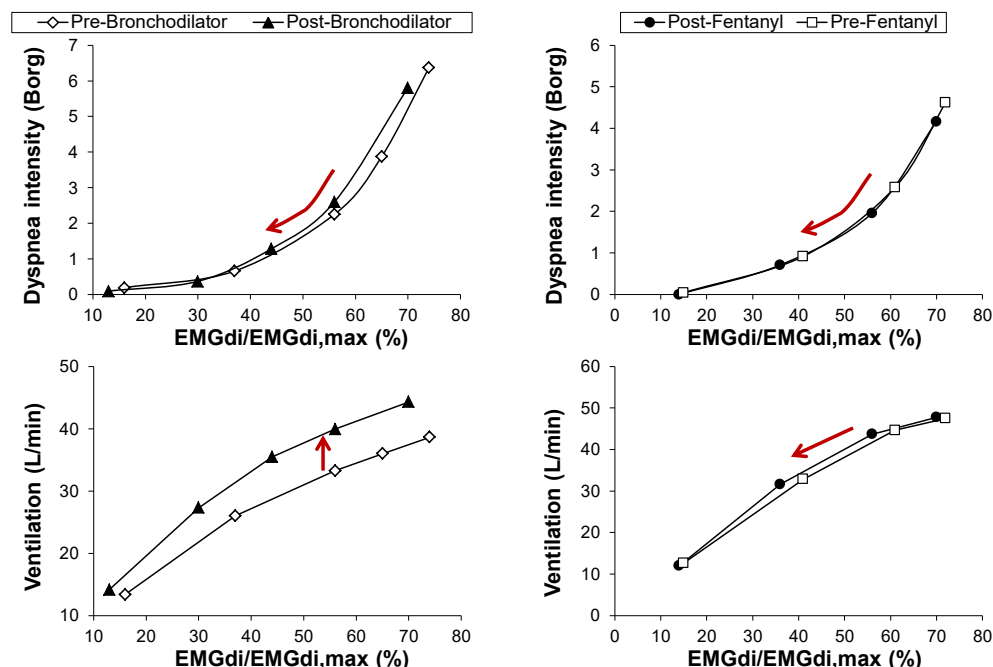 Pre-Bronchodilator Post-Bronchodilator
7
6
5
4
3
2
1
0
Dyspnea intensity (Borg)
10 20 30 40 50 60 70 80
EMGdi/EMGdi,max (%)
Post-Fentanyl Pre-Fentanyl
6
5
4
3
2
1
0
Dyspnea intensity (Borg)
0 10 20 30 40 50 60 70 80
EMGdi/EMGdi,max (%)
50
40
30
20
10
Ventilation (L/min)
10 20 30 40 50 60 70 80
EMGdi/EMGdi,max (%)
60
50
40
30
20
10
0
Ventilation (L/min)
0 10 20 30 40 50 60 70 80
EMGdi/EMGdi,max (%)